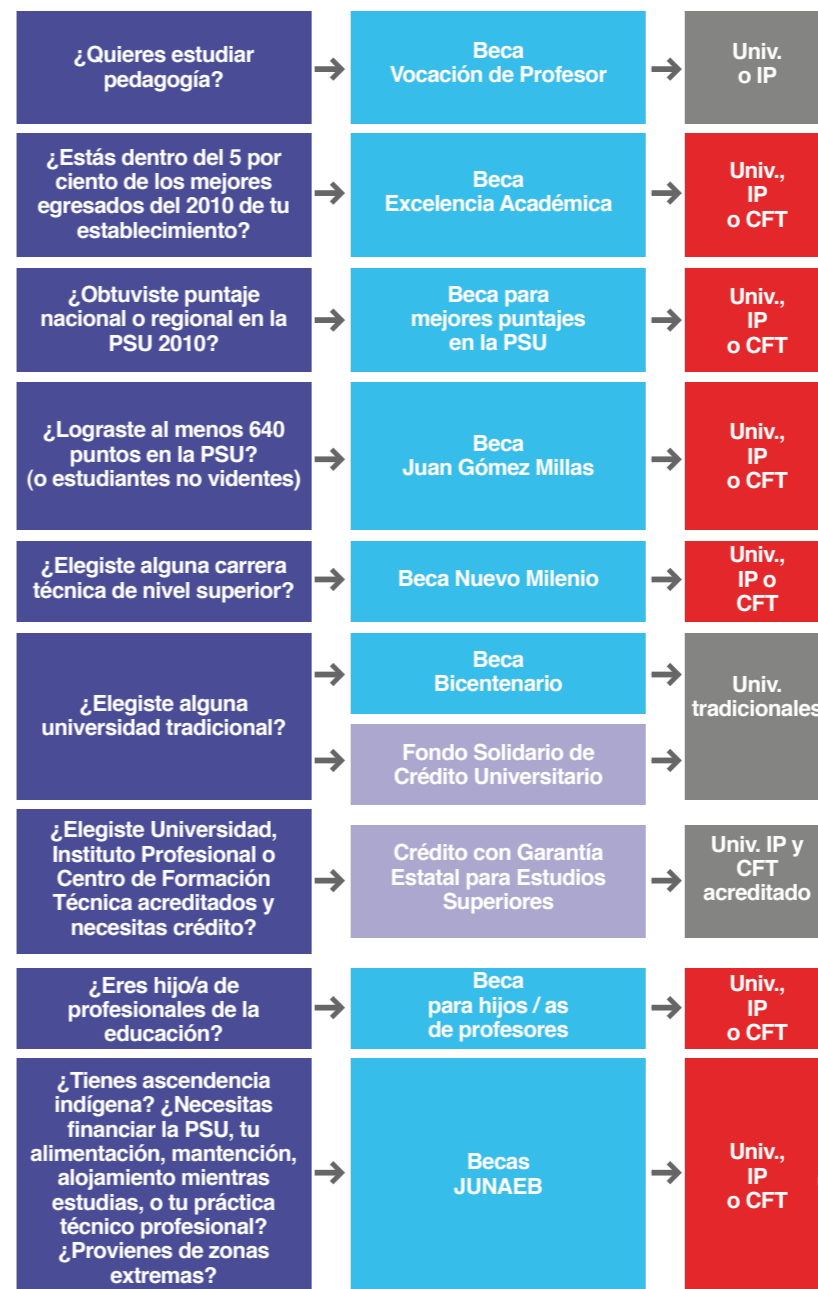 ¿Quieres estudiar
pedagogía?
Beca
Vocación de Profesor
Univ.
o IP
¿Estás dentro del 5 por
ciento de los mejores
egresados del 2010 de tu
establecimiento?
Beca
Excelencia Académica
Univ.,
IP
o CFT
¿Obtuviste puntaje
nacional o regional en la
PSU 2010?
Beca para
mejores puntajes
en la PSU
Univ.,
IP
o CFT
¿Lograste al menos 640
puntos en la PSU?
(o estudiantes no videntes)
Beca
Juan Gómez Millas
Univ.,
IP
o CFT
¿Elegiste alguna carrera
técnica de nivel superior?
Beca Nuevo Milenio
Univ.,
IP o
CFT
¿Elegiste alguna
universidad tradicional?
Beca
Bicentenario
Fondo Solidario de
Crédito Universitario
Univ.
tradicionales
¿Elegiste Universidad,
Instituto Profesional o
Centro de Formación
Técnica acreditados y
necesitas crédito?
Crédito con Garantía
Estatal para Estudios
Superiores
Univ. IP y
CFT
acreditado
¿Eres hijo/a de
profesionales de la
educación?
Beca
para hijos / as
de profesores
Univ.,
IP
o CFT
¿Tienes ascendencia
indígena? ¿Necesitas
financiar la PSU, tu
alimentación, mantención,
alojamiento mientras
estudias, o tu práctica
técnico profesional?
¿Provienes de zonas
extremas?
Becas
JUNAEB
Univ.,
IP
o CFT